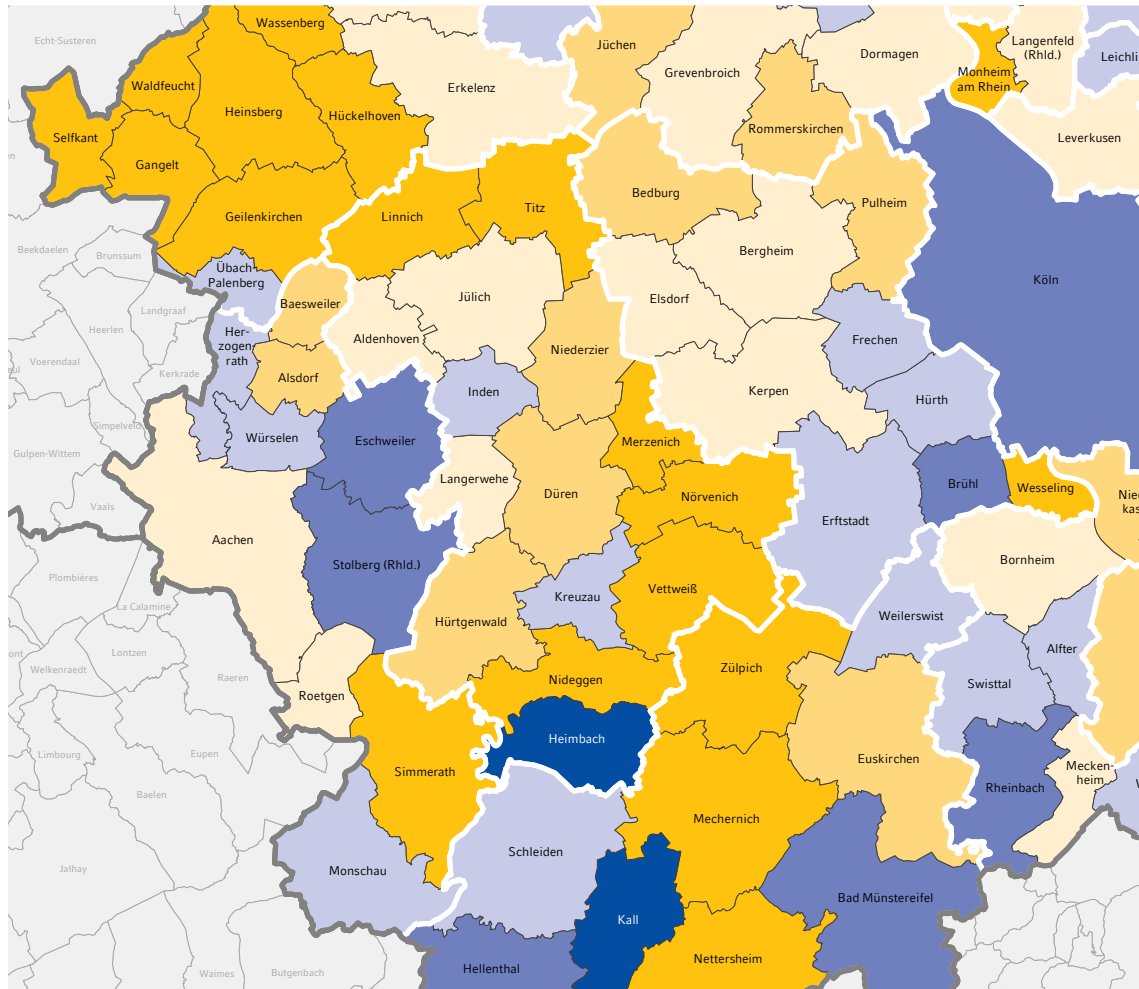 Echt-Susteren
Wassenberg
Jüchen
Dormagen
Langenfeld
(Rhld.)
Leichli
Waldfeucht
Erkelenz
Grevenbroich
Monheim
am Rhein
Heinsberg
Hückelhoven
Rommerskirchen
Leverkusen
Selfkant
Gangelt
Bedburg
Pulheim
Geilenkirchen
Linnich
Titz
Beekdaelen
Brunssum
Bergheim
Übach-
Palenberg
Köln
Jülich
Elsdorf
Baesweiler
Landgraaf
Heerlen
Her-
zogen-
rath
Aldenhoven
Niederzier
Frechen
Voerendaal
Kerkrade
Alsdorf
Inden
Kerpen
Hürth
Simpelveld
Würselen
Eschweiler
Merzenich
Gulpen-Wittem
Langerwehe
Düren
Nörvenich
Brühl
Wesseling
Nied
kas
Vaals
Erftstadt
Aachen
Stolberg (Rhld.)
Bornheim
Plombières
Kreuzau
Vettweiß
La Calamine
Hürtgenwald
Weilerswist
Lontzen
ont
Welkenraedt
Alfter
Raeren
Zülpich
Nideggen
Swisttal
Roetgen
Heimbach
Limbourg
Eupen
Simmerath
Euskirchen
Mecken-
heim
Baelen
Rheinbach
Mechernich
Schleiden
Jalhay
Monschau
Bad Münstereifel
Kall
Nettersheim
Hellenthal
Waimes
Butgenbach